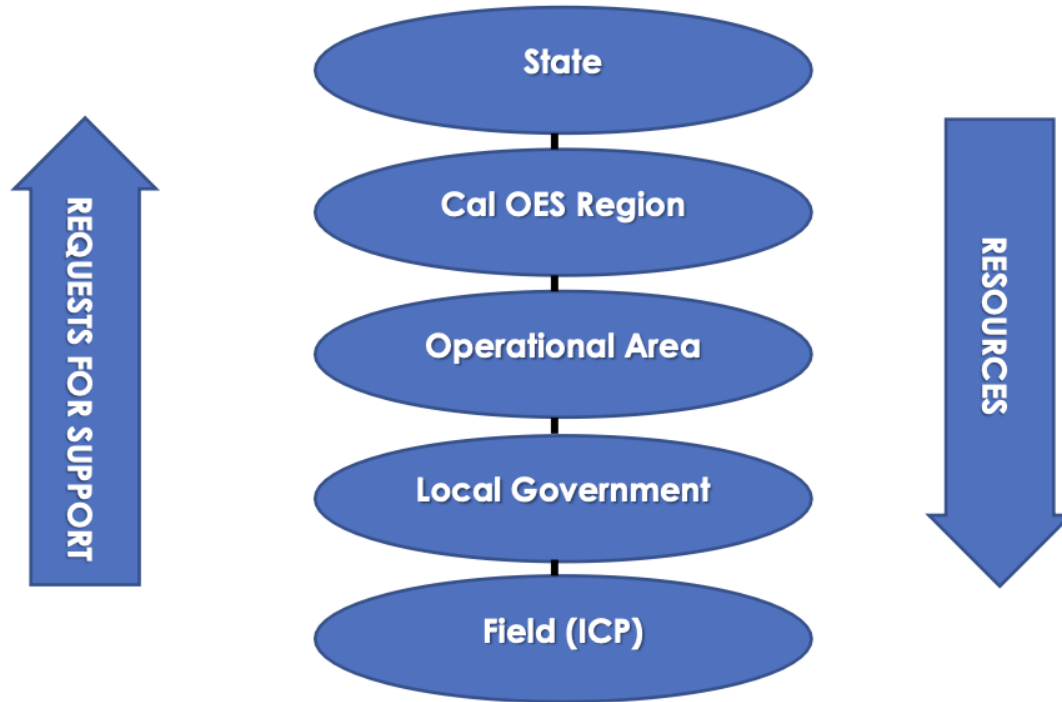 State
Cal OES Region
Operational Area
Local Government
Field (ICP)
REQUESTS FOR SUPPORT
RESOURCES